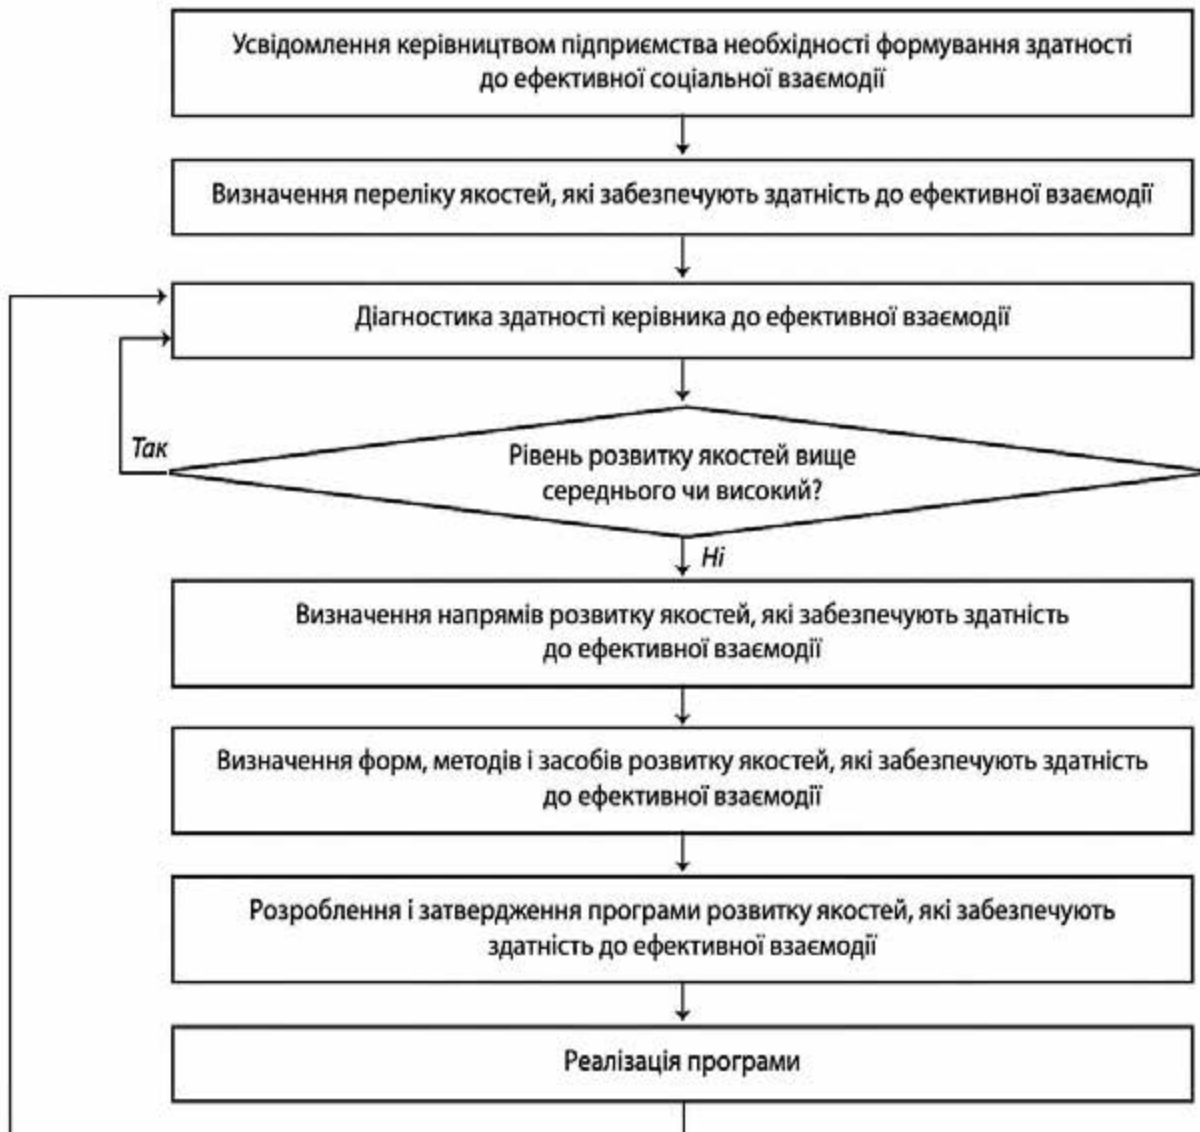 Усвідомлення керівництвом підприємства необхідності формування здатності
до ефективної соціальної взаємодії
Визначення переліку якостей, які забезпечують здатність до ефективної взаємодії
Діагностика здатності керівника до ефективної взаємодії
Так
Рівень розвитку якостей вище
середнього чи високий?
Ні
Визначення напрямів розвитку якостей, які забезпечують здатність
до ефективної взаємодії
Визначення форм, методів і засобів розвитку якостей, які забезпечують здатність
до ефективної взаємодії
Розроблення і затвердження програми розвитку якостей, які забезпечують
здатність до ефективної взаємодії
Реалізація програми